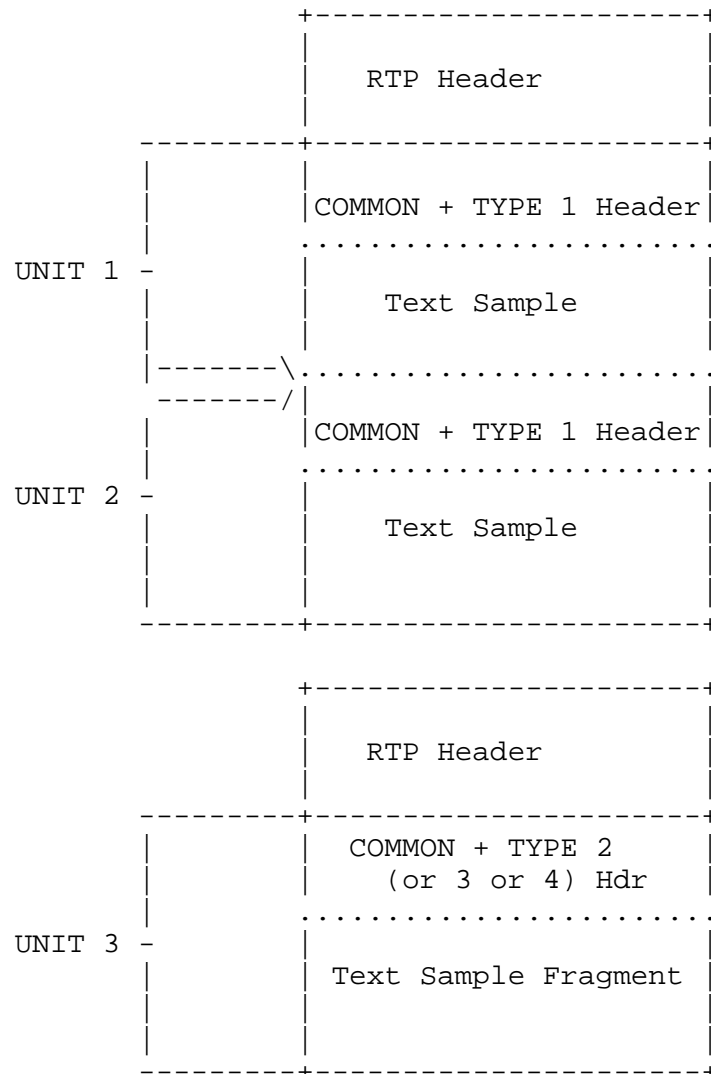 RTP Header
COMMON + TYPE 1 Header
UNIT 1
Text Sample
COMMON + TYPE 1 Header
UNIT 2
Text Sample
RTP Header
COMMON + TYPE 2
(or 3 or 4) Hdr
UNIT 3
Text Sample Fragment